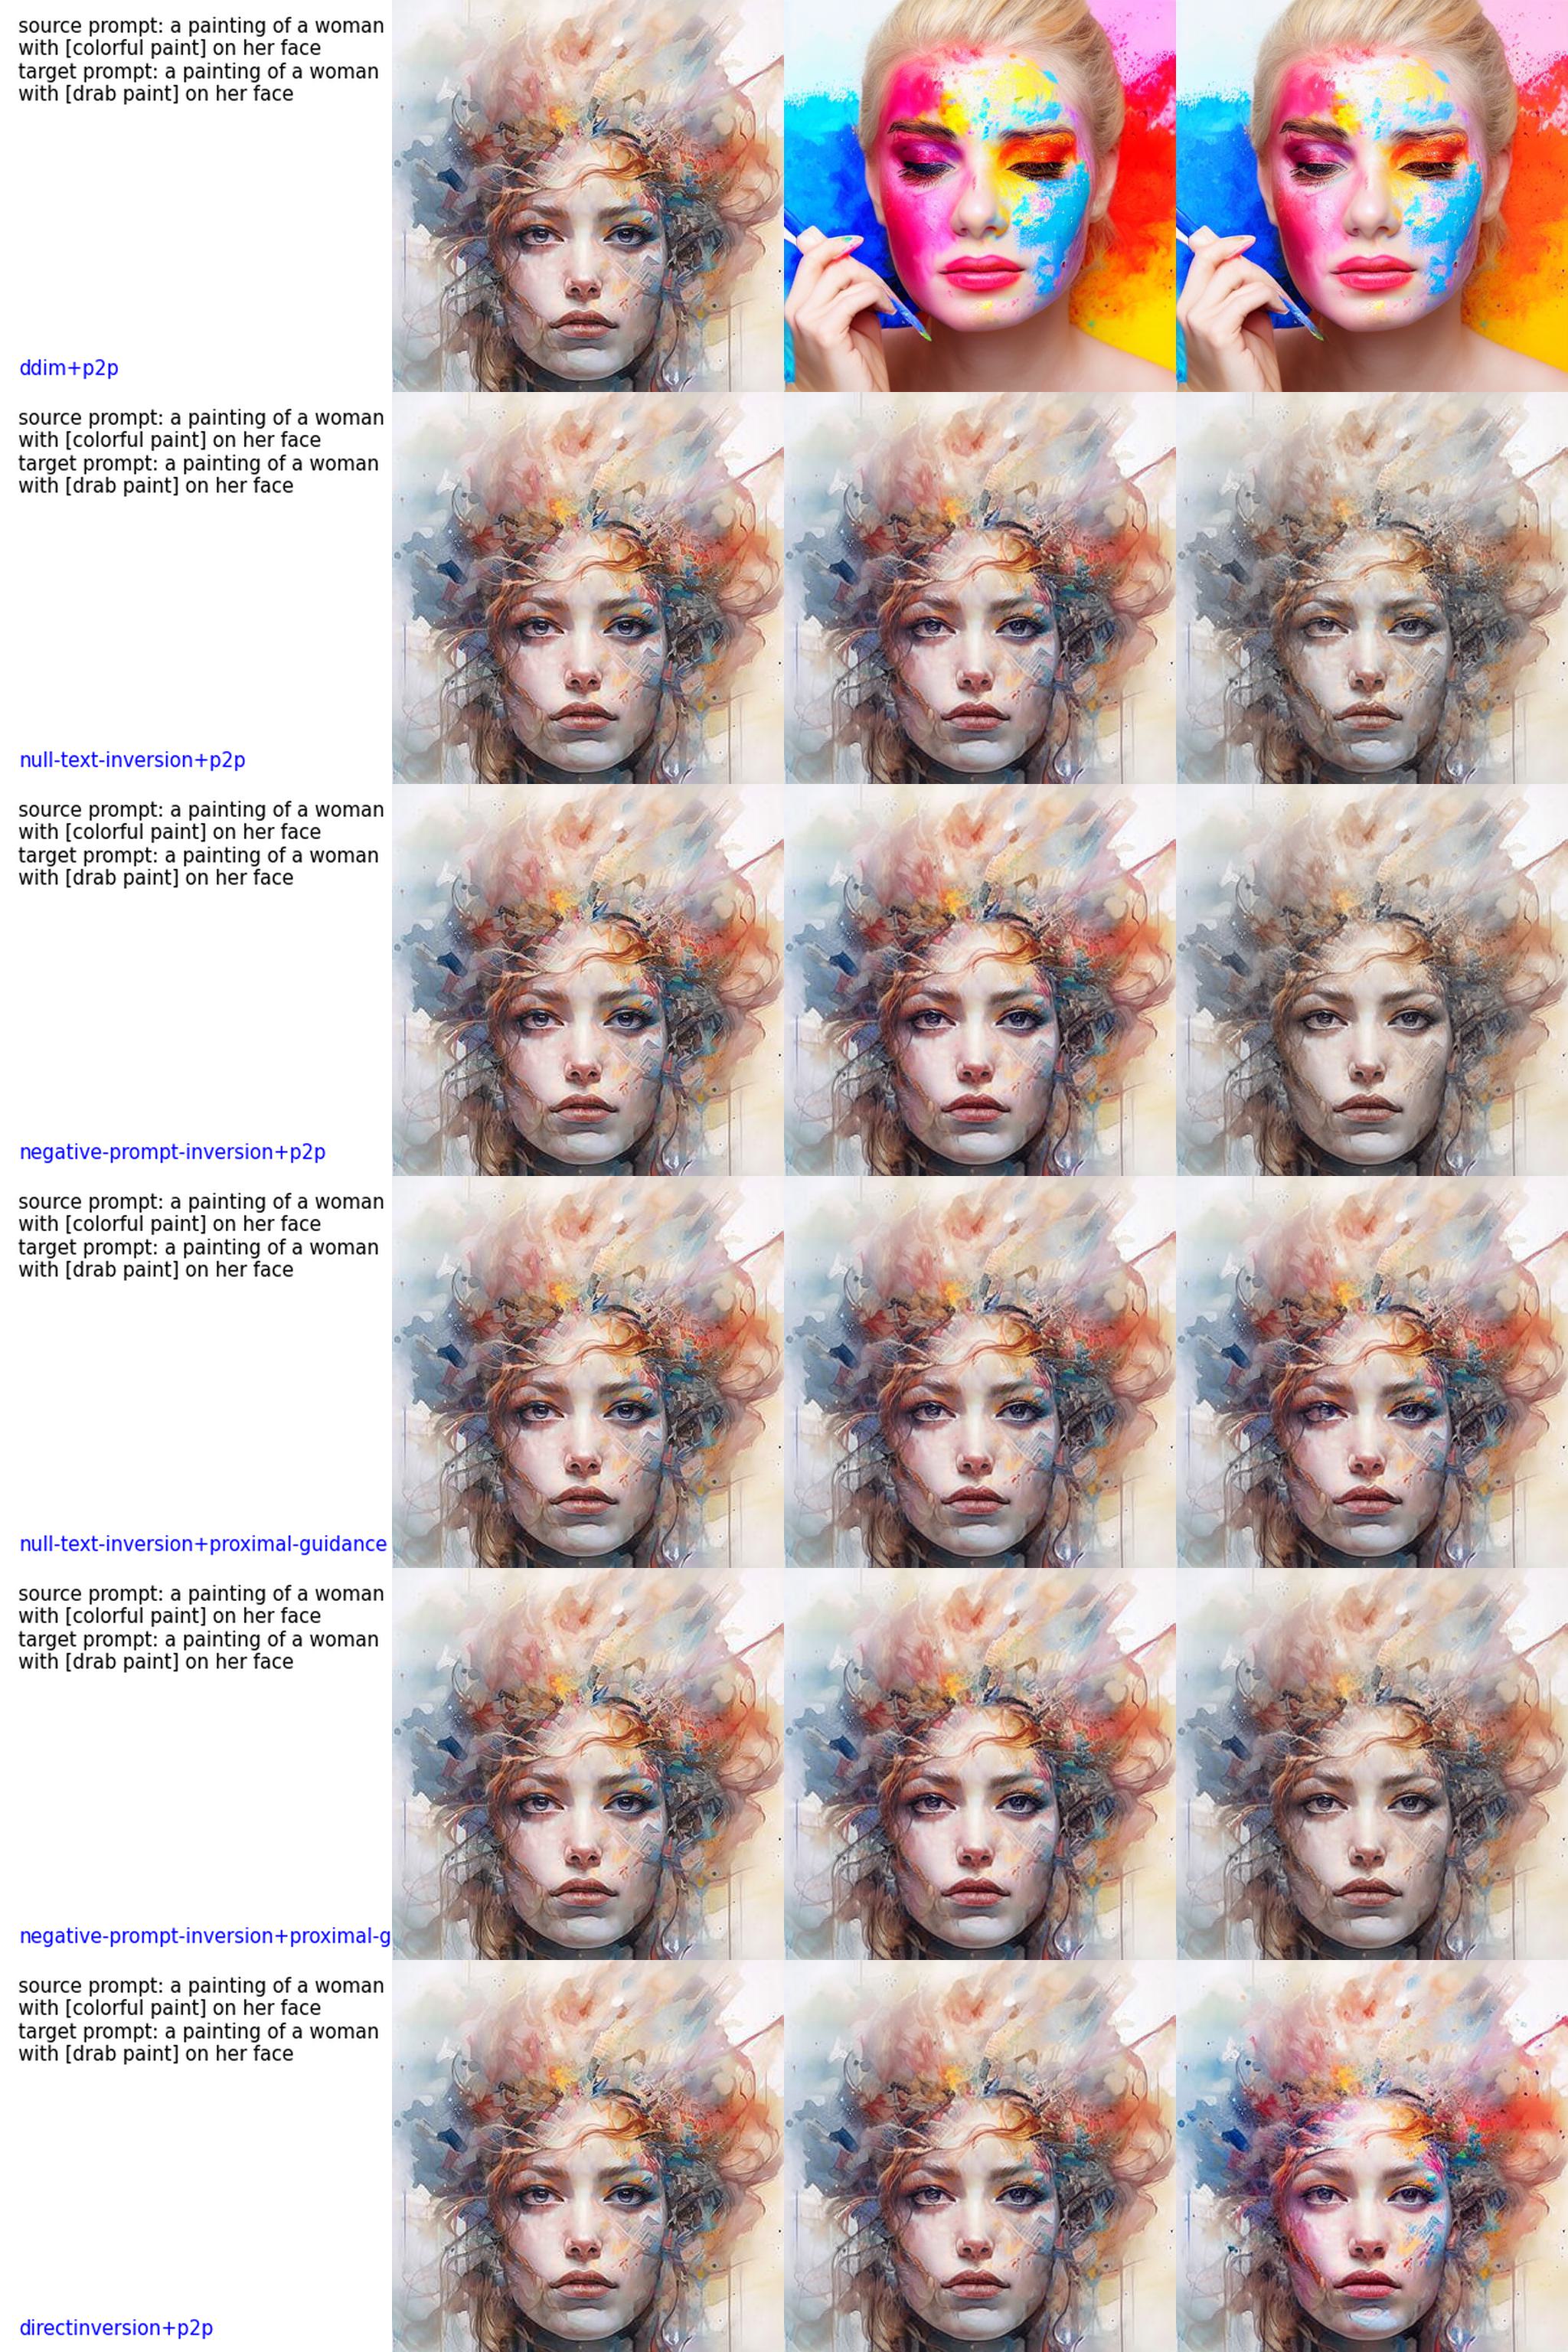 source prompt: a painting of a woman
with [colorful paint] on her face
target prompt: a painting of a woman
with [drab paint] on her face
ddim+p2p
source prompt: a painting of a woman
with [colorful paint] on her face
target prompt: a painting of a woman
with [drab paint] on her face
null-text-inversion+p2p
source prompt: a painting of a woman
with [colorful paint] on her face
target prompt: a painting of a woman
with [drab paint] on her face
negative-prompt-inversion+p2p
source prompt: a painting of a woman
with [colorful paint] on her face
target prompt: a painting of a woman
with [drab paint] on her face
null-text-inversion+proximal-guidance
source prompt: a painting of a woman
with [colorful paint] on her face
target prompt: a painting of a woman
with [drab paint] on her face
negative-prompt-inversion+proximal-g
source prompt: a painting of a woman
with [colorful paint] on her face
target prompt: a painting of a woman
with [drab paint] on her face
directinversion+p2p